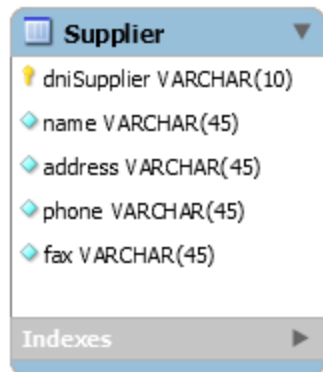 Supplier
dniSupplier VARCHAR(10)
name VARCHAR(45)
address VARCHAR(45)
phone VARCHAR(45)
fax VARCHAR(45)
Indexes